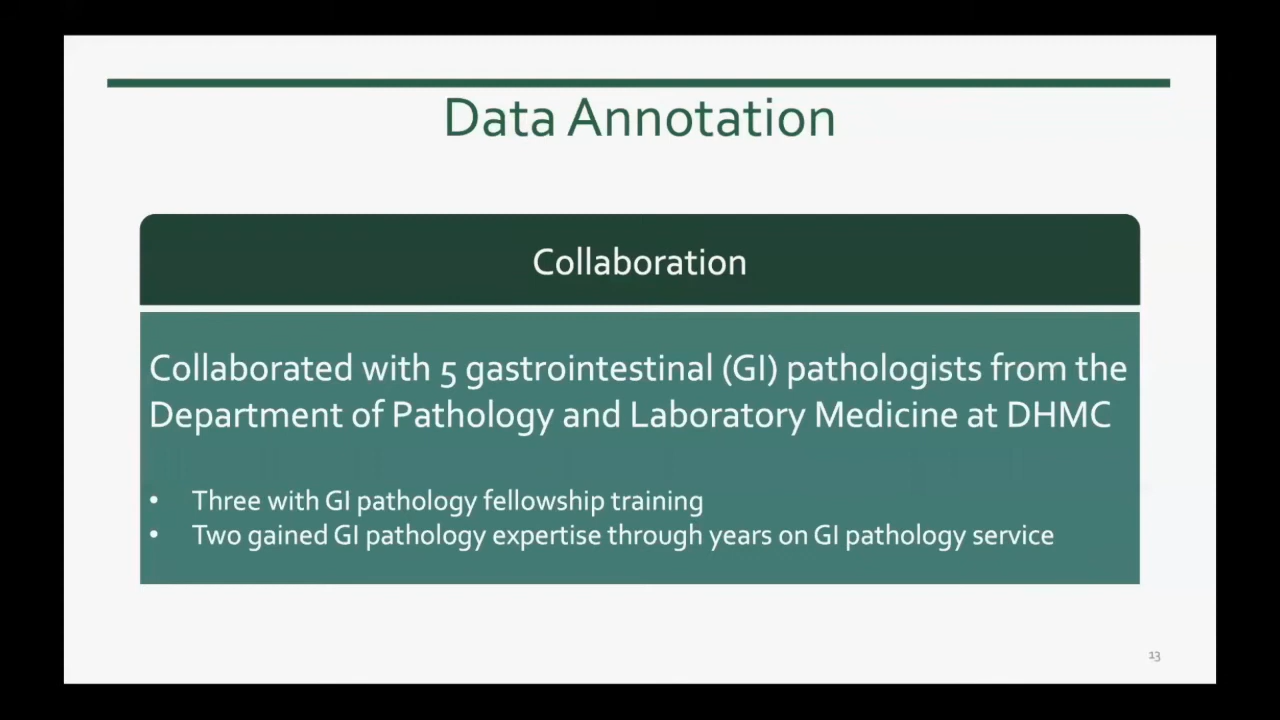 Data Annotation
Collaboration
Collaborated with 5 gastrointestinal (GI) pathologists from the
Department of Pathology and Laboratory Medicine at DHMC
• Three with GI pathology fellowship training
• Two gained GI pathology expertise through years on GI pathology service
13